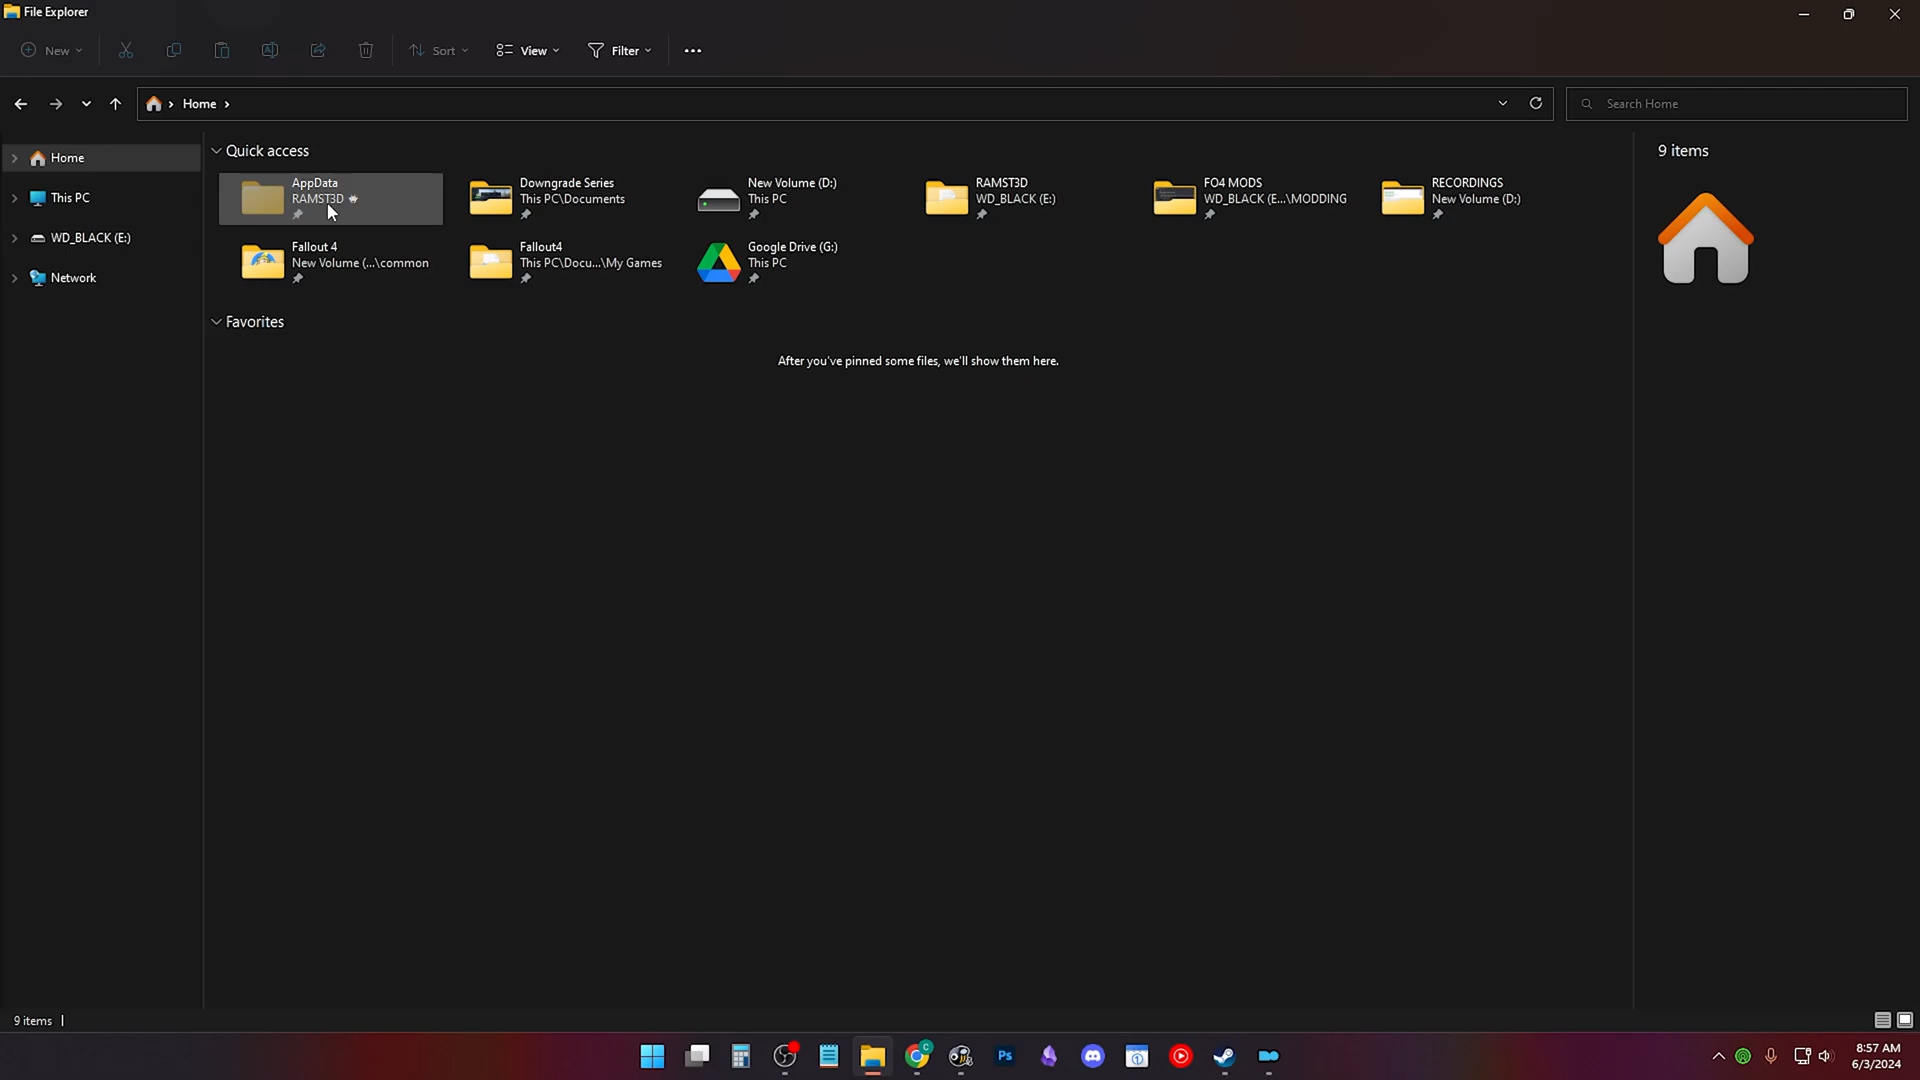 File Explorer
New
Sort
View
Filter
Home
Search Home
Home
This PC
WD_BLACK (E:)
Network
Quick access
AppData
RAMST3D
Downgrade Series
This PC\Documents
New Volume (D:)
This PC
RAMST3D
WD_BLACK (E:)
FO4 MODS
WD_BLACK (E...\MODDING
RECORDINGS
New Volume (D:)
Fallout 4
New Volume (...\common
Fallout4
This PC\Docu...\My Games
Google Drive (G:)
This PC
Favorites
After you've pinned some files, we'll show them here.
9 items
9 items
C
Ps
8:57 AM
6/3/2024